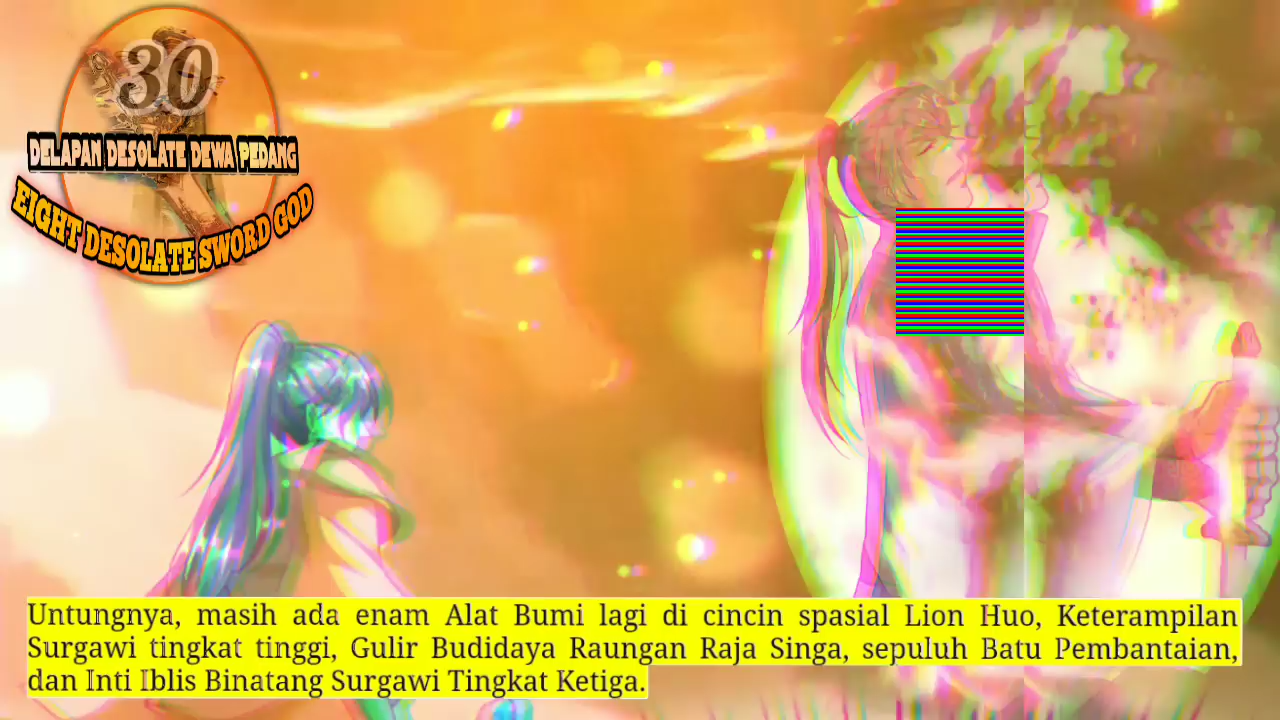 30
DELAPAN DESOLATE DEWA PEDANG
EIGHT DESOLATE SWORD GOD
Untungnya, masih ada enam Alat Bumi lagi di cincin spasial Lion Huo, Keterampilan
Surgawi tingkat tinggi, Gulir Budidaya Raungan Raja Singa, sepuluh Batu Pembantaian,
dan Inti Iblis Binatang Surgawi Tingkat Ketiga.